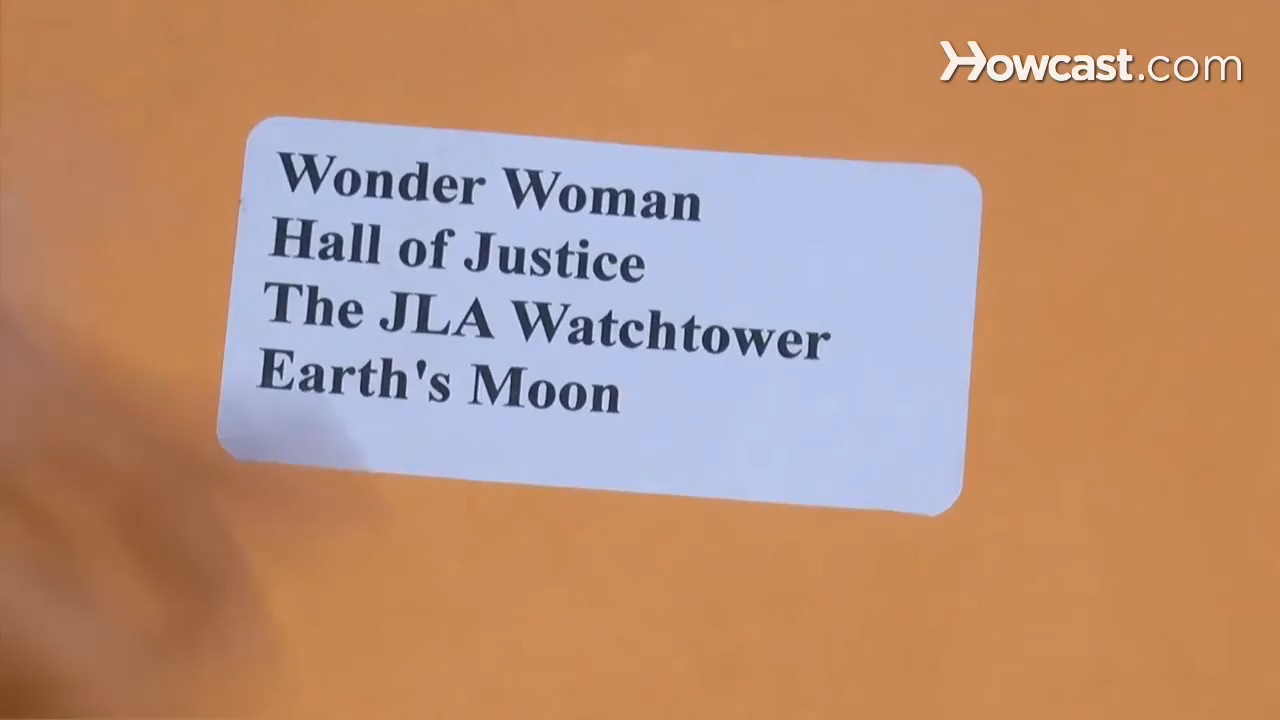 Howcast.com
Wonder Woman
Hall of Justice
The JLA Watchtower
Earth's Moon